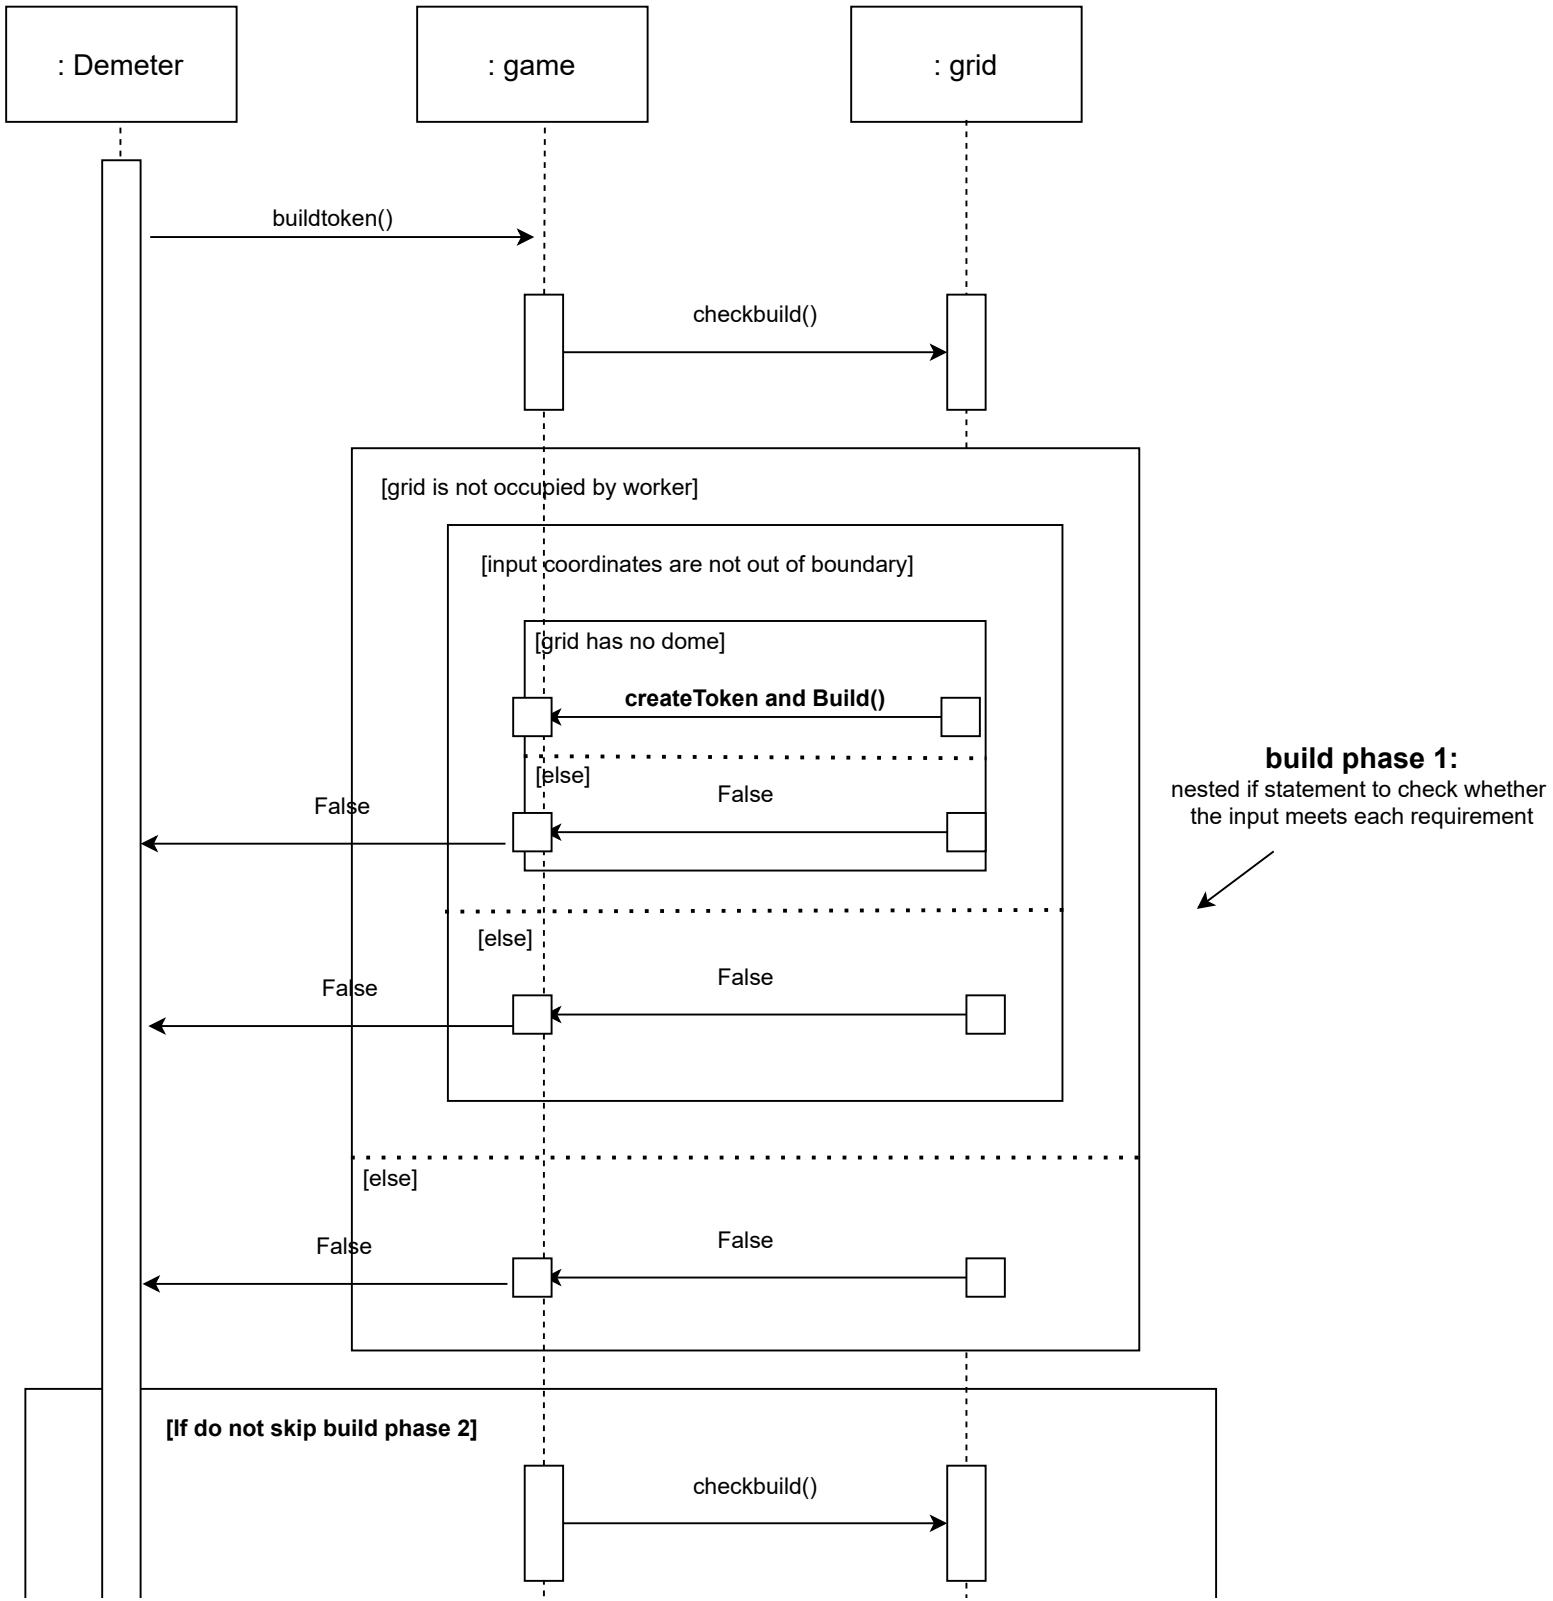 : Demeter
: game
: grid
buildtoken()
checkbuild()
[grid is not occupied by worker]
[input coordinates are not out of boundary]
[grid has no dome]
createToken and Build()
[else]
False
False
build phase 1:
nested if statement to check whether
the input meets each requirement
[else]
False
False
[else]
False
False
[If do not skip build phase 2]
checkbuild()